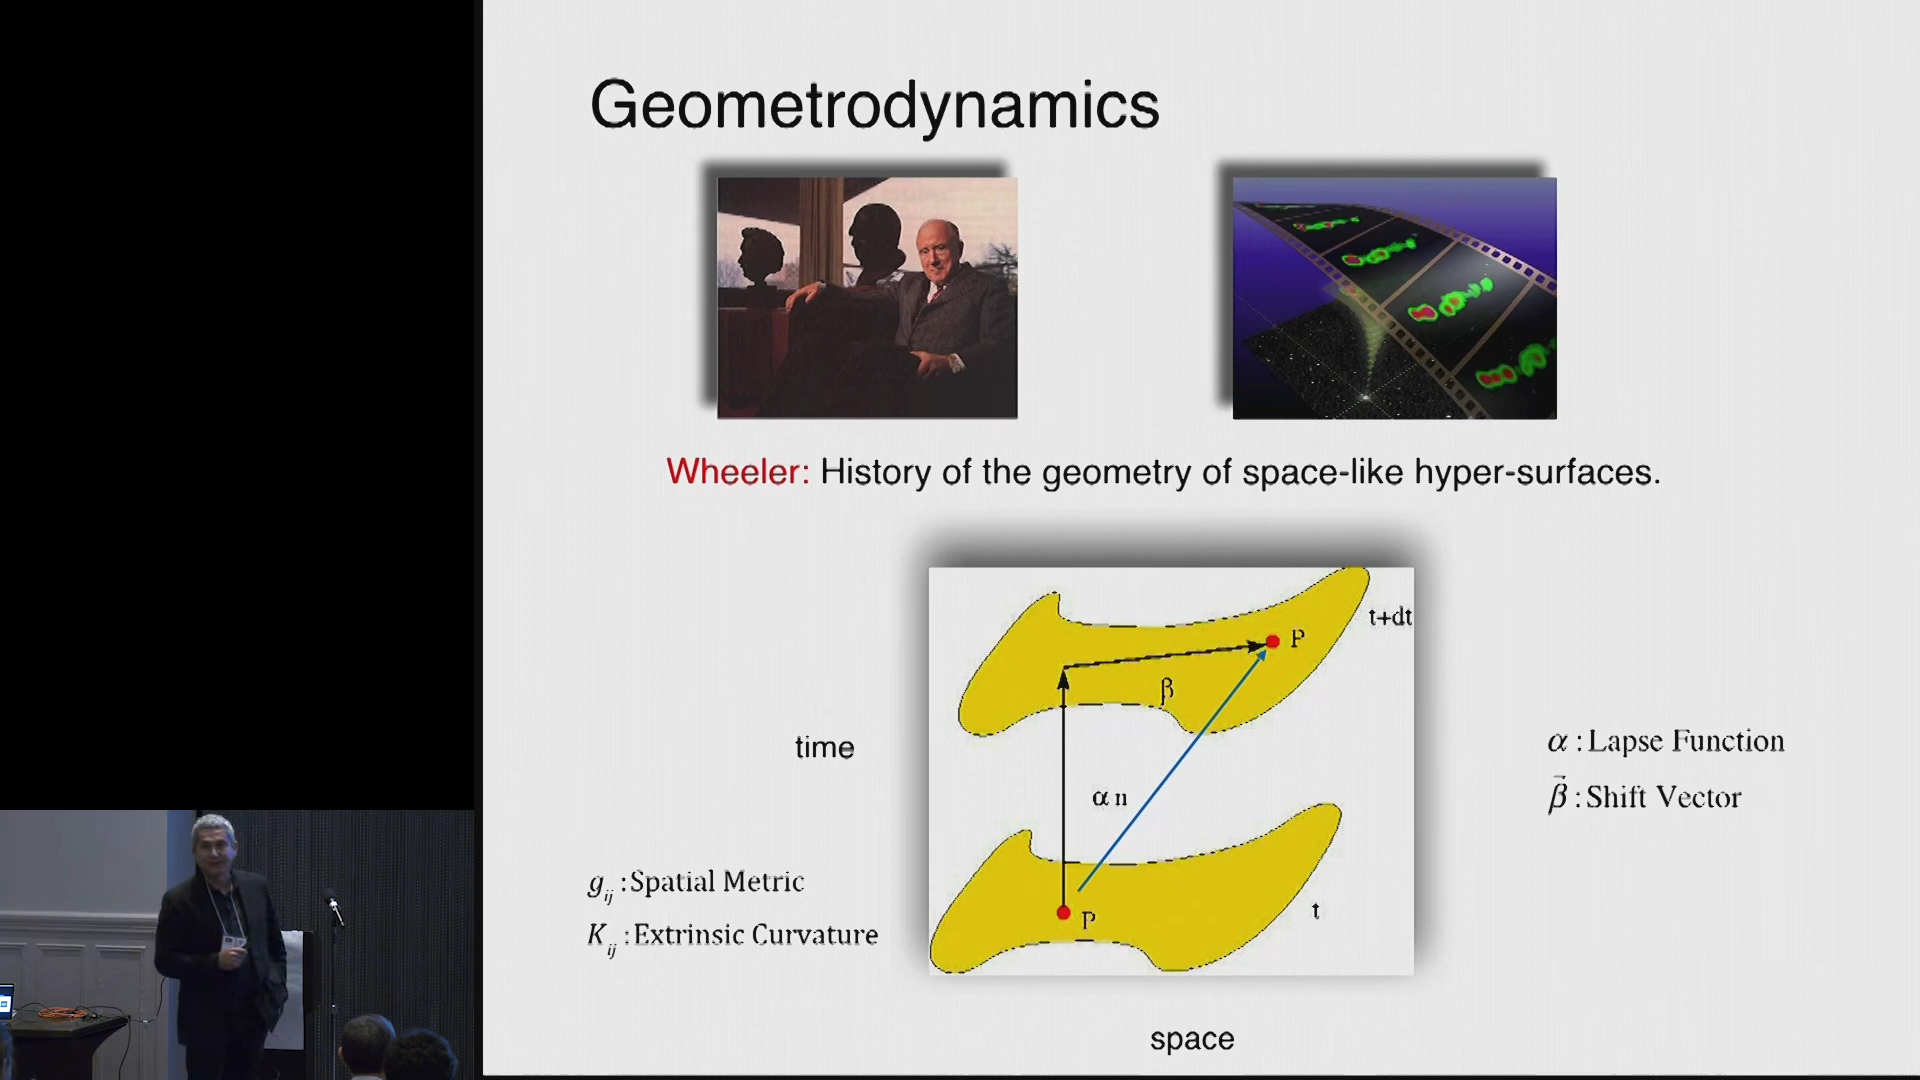 Geometrodynamics
Wheeler: History of the geometry of space-like hyper-surfaces.
t+dt
P
β
time
α n
α : Lapse Function
β⃗ : Shift Vector
g_ij : Spatial Metric
K_ij : Extrinsic Curvature
t
P
space